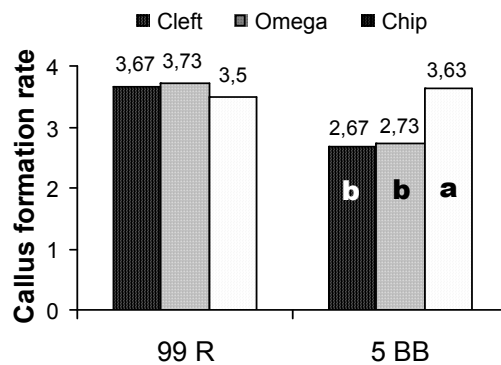 Cleft Omega Chip
Callus formation rate
4
3
2
1
0
3,67 3,73 3,5
2,67 2,73 3,63
b b a
99 R 5 BB